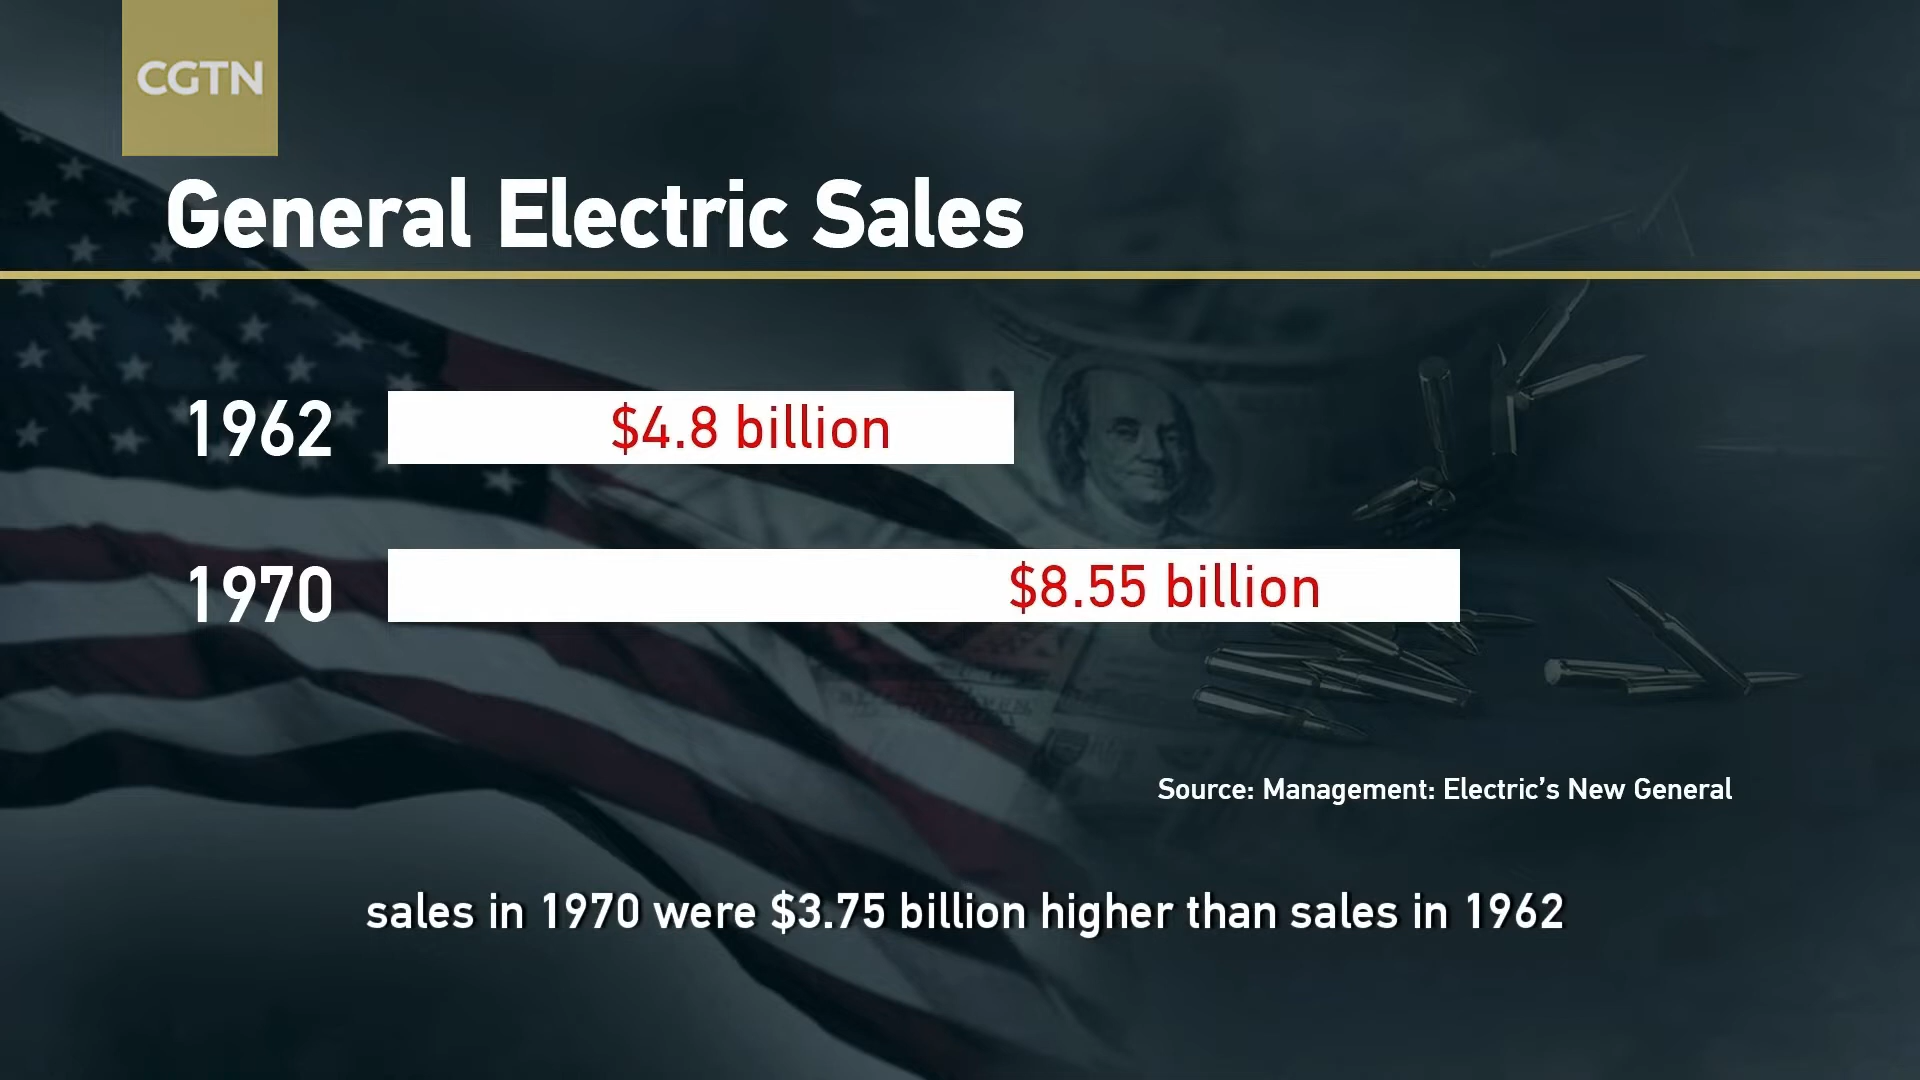 CGTN
General Electric Sales
1962
$4.8 billion
1970
$8.55 billion
Source: Management: Electric's New General
sales in 1970 were $3.75 billion higher than sales in 1962